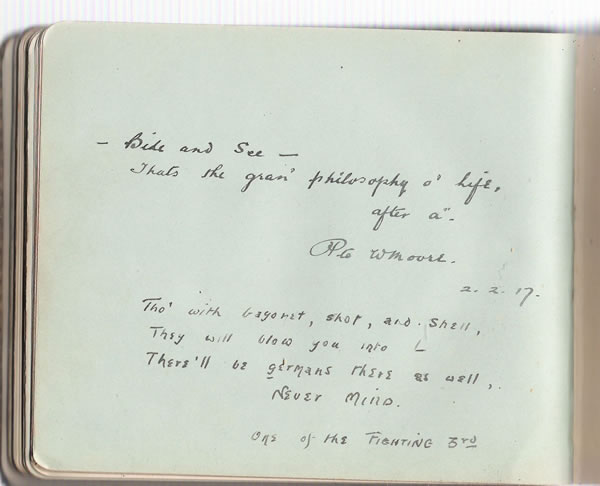 - Bide and See -
Thats the gran' philosophy o' life,
after a".
Pte W Moore.
2.2.17.
Tho' with bayonet, shot, and shell,
They will blow you into L
There'll be germans there as well,
NEVER MIND.
ONE of the FIGHTING 3rd